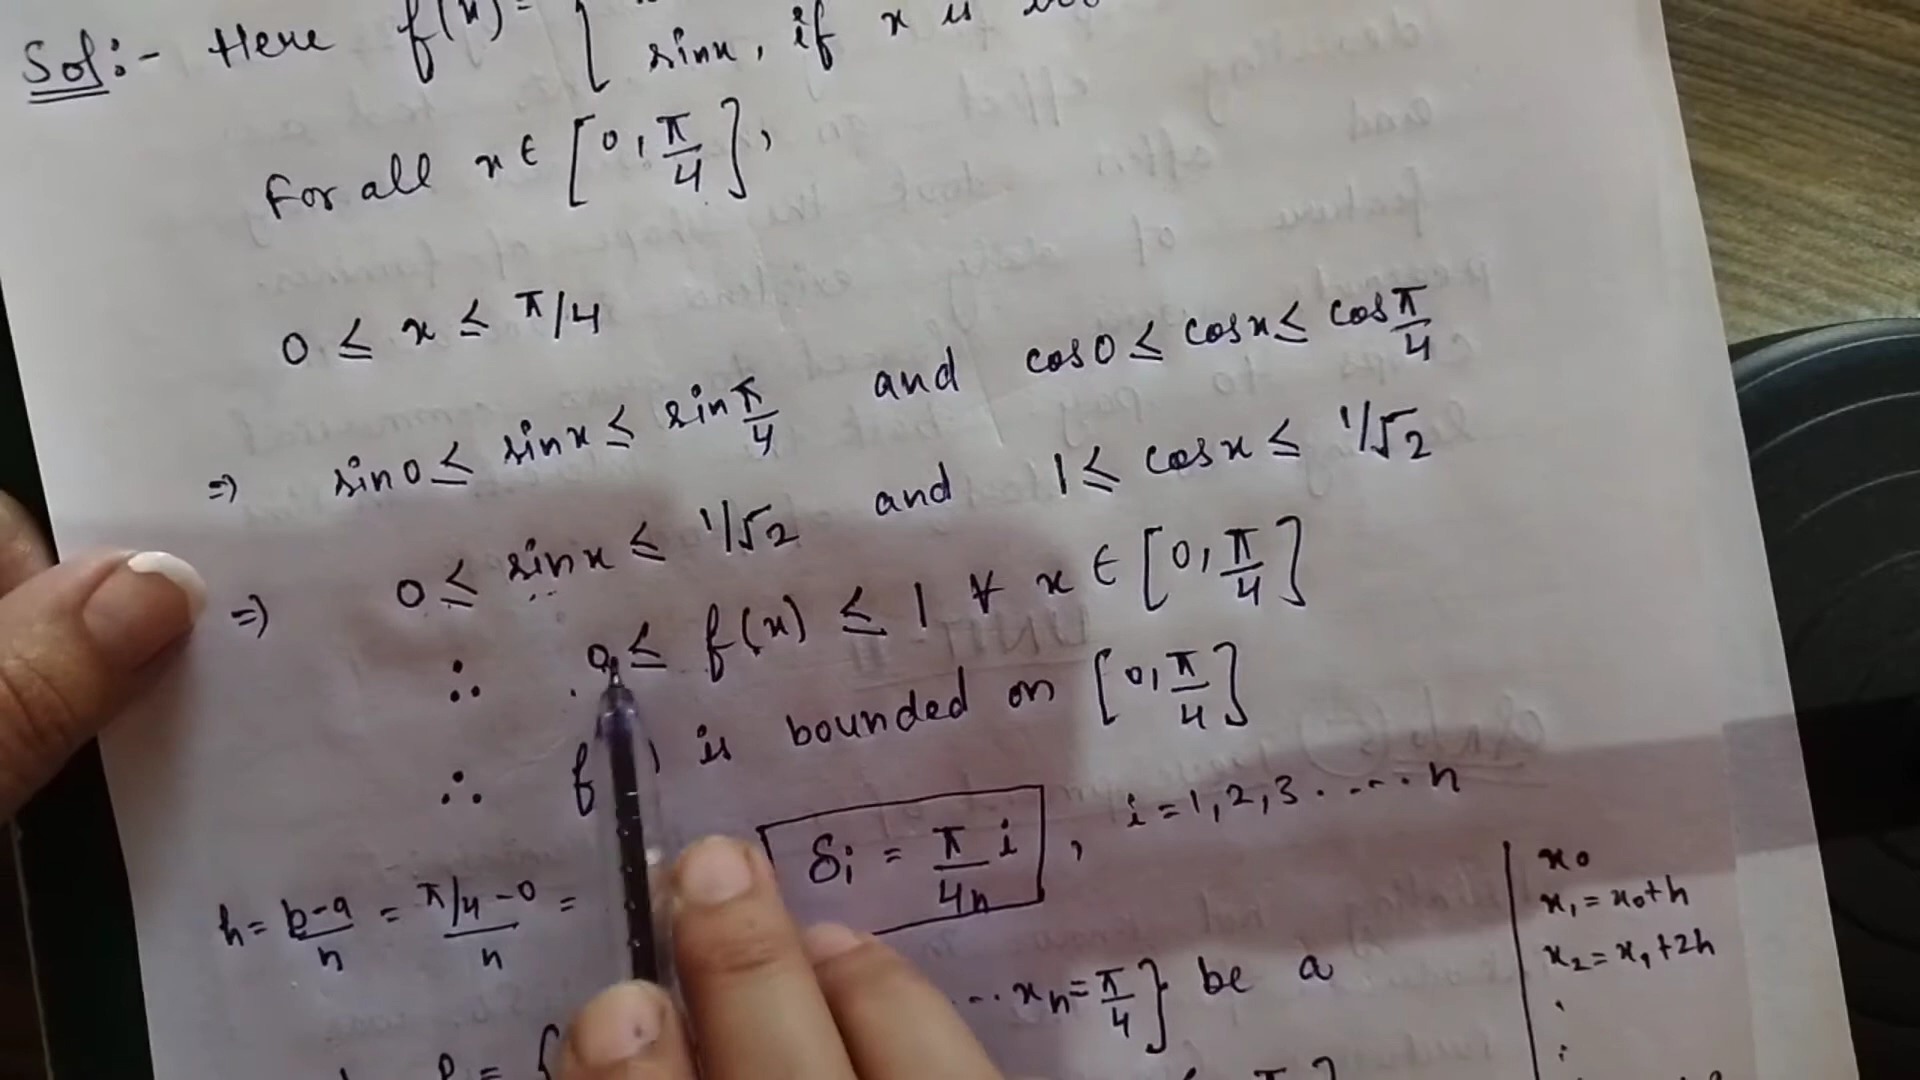 Sol:- Here f(x) = {
sinx, if x is
For all x ∈ [0, π/4],
0 ≤ x ≤ π/4
⇒ sin0 ≤ sinx ≤ sin π/4 and cos0 ≤ cosx ≤ cos π/4
⇒ 0 ≤ sinx ≤ 1/√2 and 1 ≤ cosx ≤ 1/√2
∴ 0 ≤ f(x) ≤ 1 ∀ x ∈ [0, π/4]
∴ f is bounded on [0, π/4]
h = b-a/n = π/4-0/n = δi = π/4n i, i = 1, 2, 3 .... n
... xn = π/4} be a
P = {
x0
x1 = x0+h
x2 = x1+2h